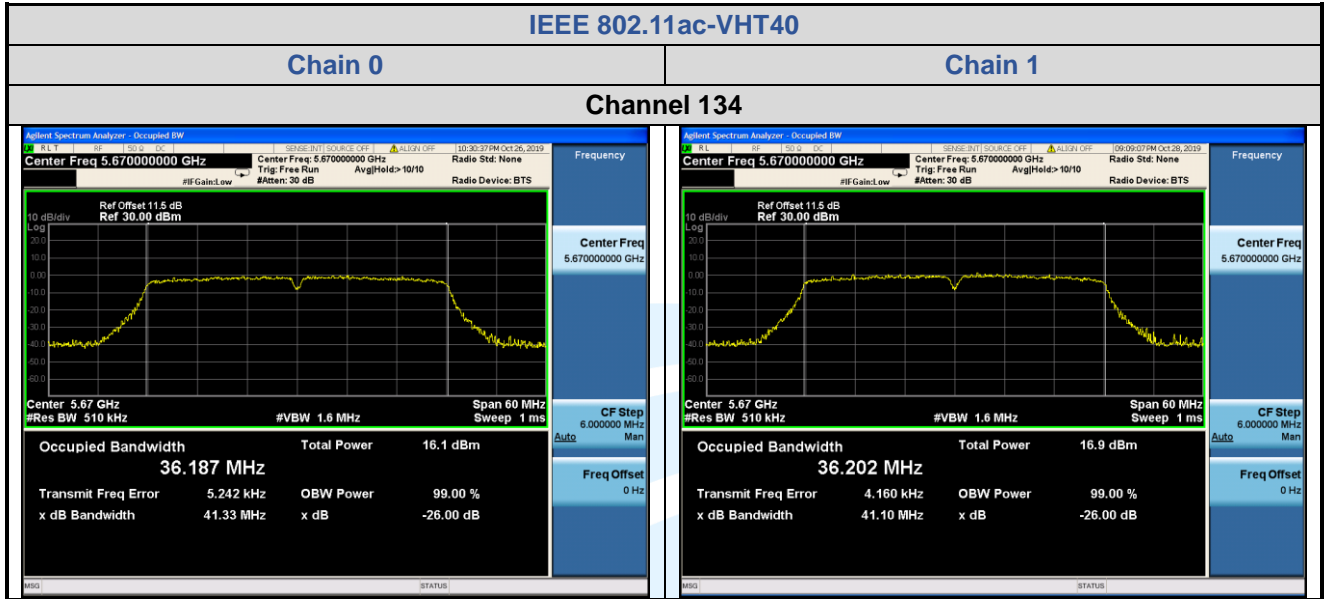 IEEE 802.11ac-VHT40
Chain 0
Chain 1
Channel 134
Agilent Spectrum Analyzer - Occupied BW
RLT RF 50 Ω DC SENSE:INT SOURCE OFF ALIGN OFF 10:30:37 PM Oct 26, 2019
Center Freq 5.670000000 GHz Center Freq: 5.670000000 GHz Radio Std: None Frequency
Trig: Free Run Avg|Hold:>10/10
#IFGain:Low #Atten: 30 dB Radio Device: BTS
Ref Offset 11.5 dB
10 dB/div Ref 30.00 dBm
Log
20.0
10.0
0.00
-10.0
-20.0
-30.0
-40.0
-50.0
-60.0
Center Freq
5.670000000 GHz
Center 5.67 GHz Span 60 MHz
#Res BW 510 kHz #VBW 1.6 MHz Sweep 1 ms
CF Step
6.000000 MHz
Auto Man
Freq Offset
0 Hz
Occupied Bandwidth Total Power 16.1 dBm
36.187 MHz
Transmit Freq Error 5.242 kHz OBW Power 99.00 %
x dB Bandwidth 41.33 MHz x dB -26.00 dB
MSG STATUS
Agilent Spectrum Analyzer - Occupied BW
RL RF 50 Ω DC SENSE:INT SOURCE OFF ALIGN OFF 09:09:07 PM Oct 28, 2019
Center Freq 5.670000000 GHz Center Freq: 5.670000000 GHz Radio Std: None Frequency
Trig: Free Run Avg|Hold:>10/10
#IFGain:Low #Atten: 30 dB Radio Device: BTS
Ref Offset 11.5 dB
10 dB/div Ref 30.00 dBm
Log
20.0
10.0
0.00
-10.0
-20.0
-30.0
-40.0
-50.0
-60.0
Center Freq
5.670000000 GHz
Center 5.67 GHz Span 60 MHz
#Res BW 510 kHz #VBW 1.6 MHz Sweep 1 ms
CF Step
6.000000 MHz
Auto Man
Freq Offset
0 Hz
Occupied Bandwidth Total Power 16.9 dBm
36.202 MHz
Transmit Freq Error 4.160 kHz OBW Power 99.00 %
x dB Bandwidth 41.10 MHz x dB -26.00 dB
MSG STATUS